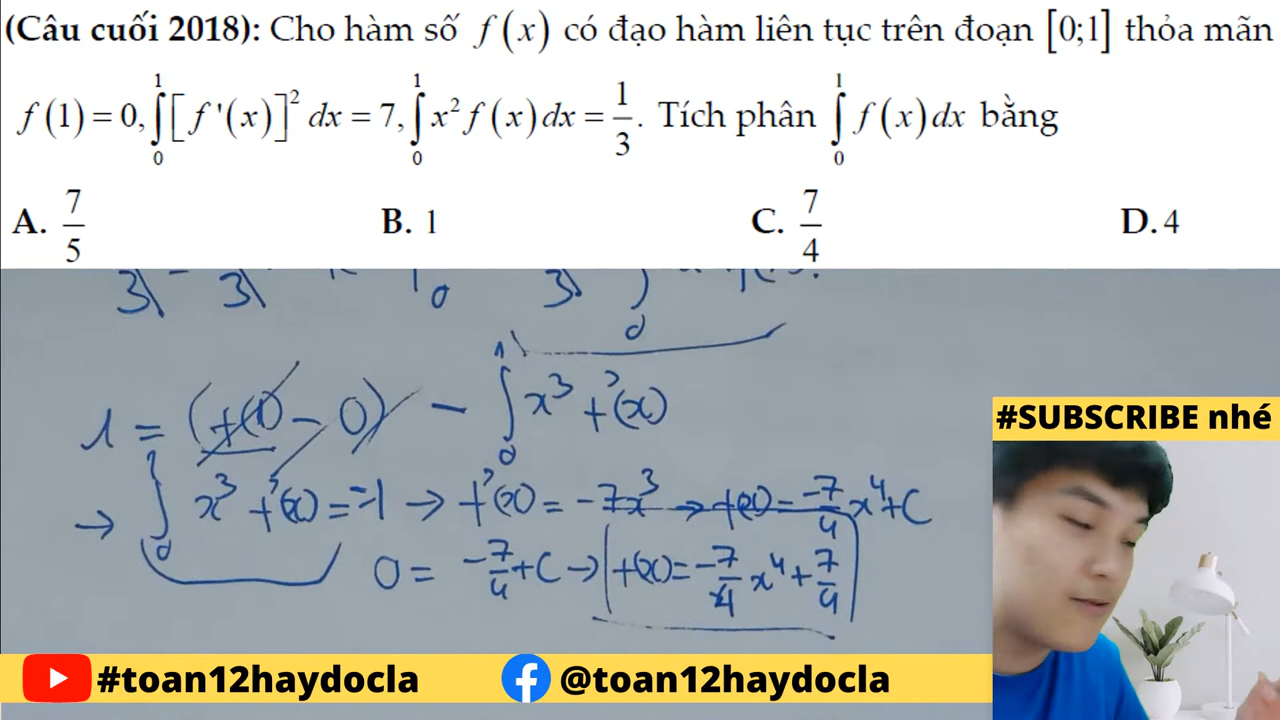 (Câu cuối 2018): Cho hàm số f(x) có đạo hàm liên tục trên đoạn [0;1] thỏa mãn
f(1) = 0, ∫₀¹ [f'(x)]² dx = 7, ∫₀¹ x² f(x) dx = 1/3. Tích phân ∫₀¹ f(x) dx bằng
A. 7/5 B. 1 C. 7/4 D. 4
1 = (f(1) - 0) - ∫₀¹ x³ f'(x)
→ ∫₀¹ x³ f'(x) = -1 → f'(x) = -7x³ → f(x) = -7/4 x⁴ + C
0 = -7/4 + C → f(x) = -7/4 x⁴ + 7/4
#SUBSCRIBE nhé
#toan12haydocla @toan12haydocla